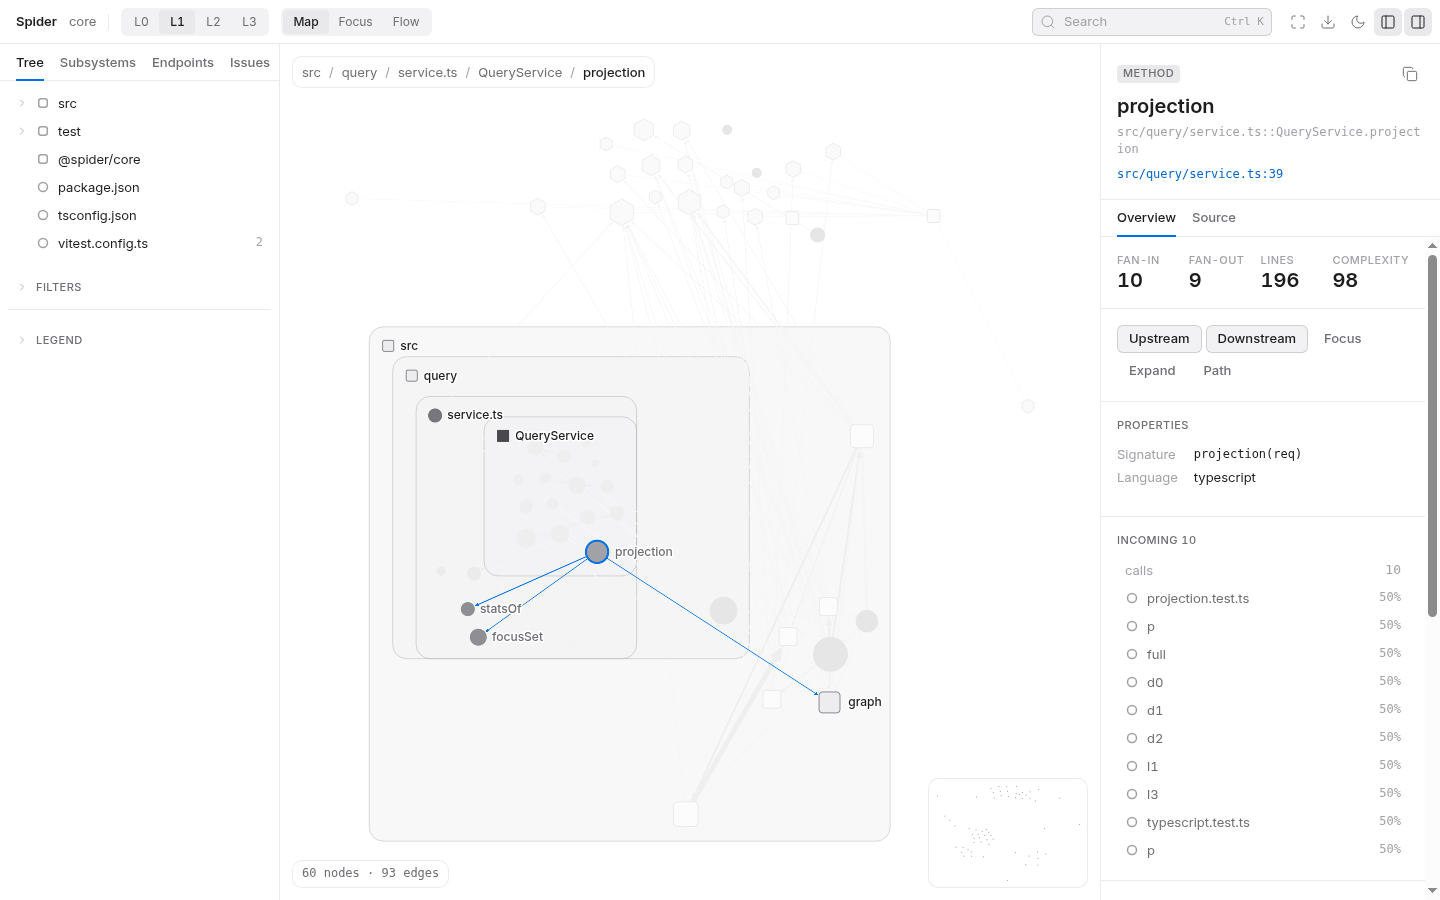 Spider core L0 L1 L2 L3 Map Focus Flow Search Ctrl K
Tree Subsystems Endpoints Issues
src
test
@spider/core
package.json
tsconfig.json
vitest.config.ts 2
FILTERS
LEGEND
src / query / service.ts / QueryService / projection
src
query
service.ts
QueryService
projection
statsOf
focusSet
graph
60 nodes · 93 edges
METHOD
projection
src/query/service.ts::QueryService.project
ion
src/query/service.ts:39
Overview Source
FAN-IN FAN-OUT LINES COMPLEXITY
10 9 196 98
Upstream Downstream Focus
Expand Path
PROPERTIES
Signature projection(req)
Language typescript
INCOMING 10
calls 10
projection.test.ts 50%
p 50%
full 50%
d0 50%
d1 50%
d2 50%
l1 50%
l3 50%
typescript.test.ts 50%
p 50%